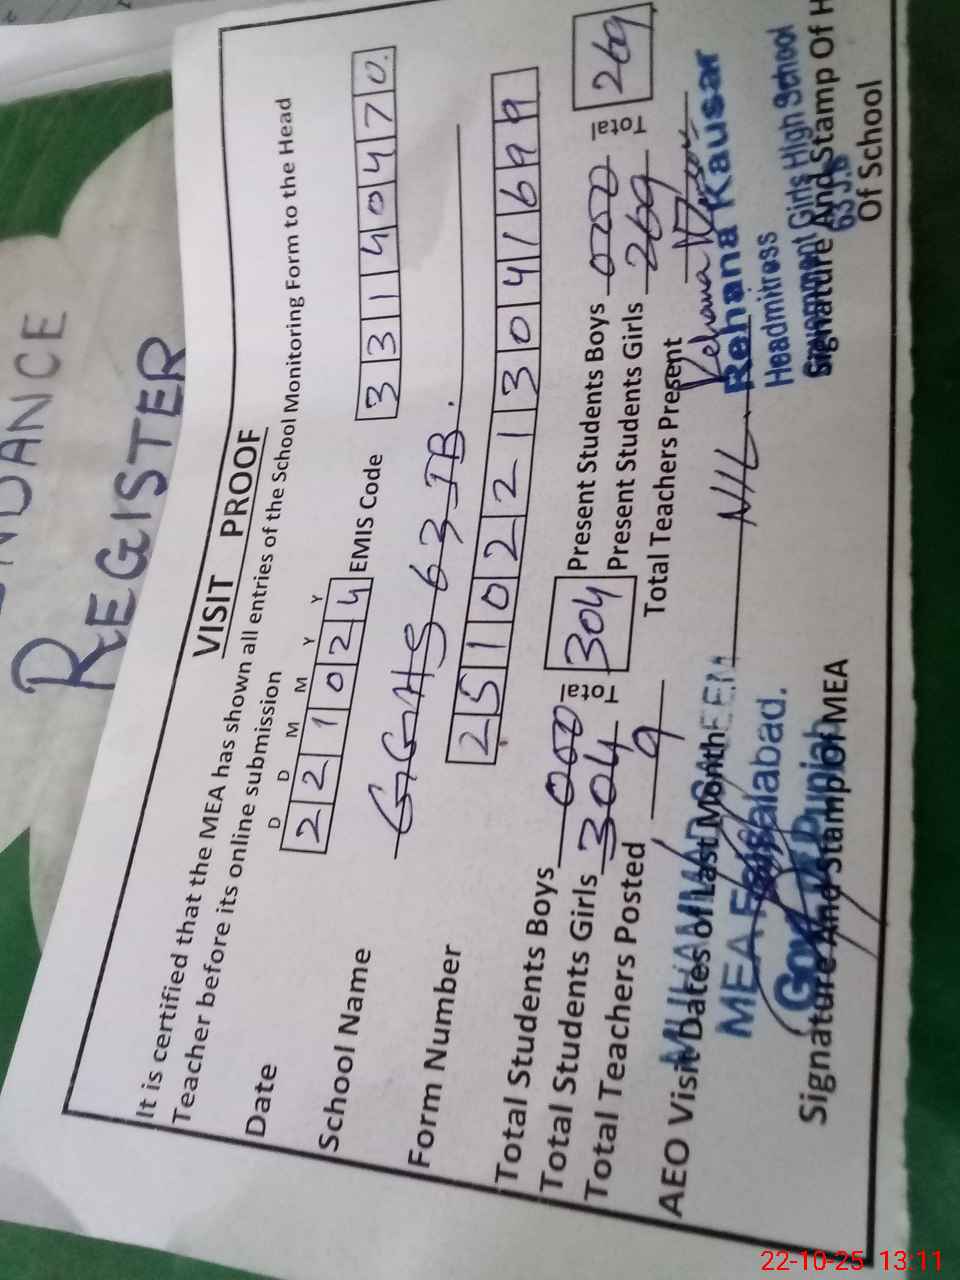 REGISTER
VISIT PROOF
It is certified that the MEA has shown all entries of the School Monitoring Form to the Head
Teacher before its online submission
D D M M Y Y
Date 2 2 1 0 2 4 EMIS Code 3 3 1 4 0 4 7 0
School Name GGHS 63 JB.
Form Number 2 5 1 0 2 2 1 3 0 4 1 6 9 9
Total Students Boys 000 Present Students Boys 000
Total 304 Total 269
Total Students Girls 304 Present Students Girls 269
Total Teachers Posted 9 Total Teachers Present
AEO Visit Dates of Last Month NIL
MUHAMMAD
MEA Faisalabad.
Govt. Punjab
Signature And Stamp of MEA
Rehana Kausar
Headmitress
Government Girls High School
63 J.B
Signature And Stamp Of H
Of School
22-10-25 13:11